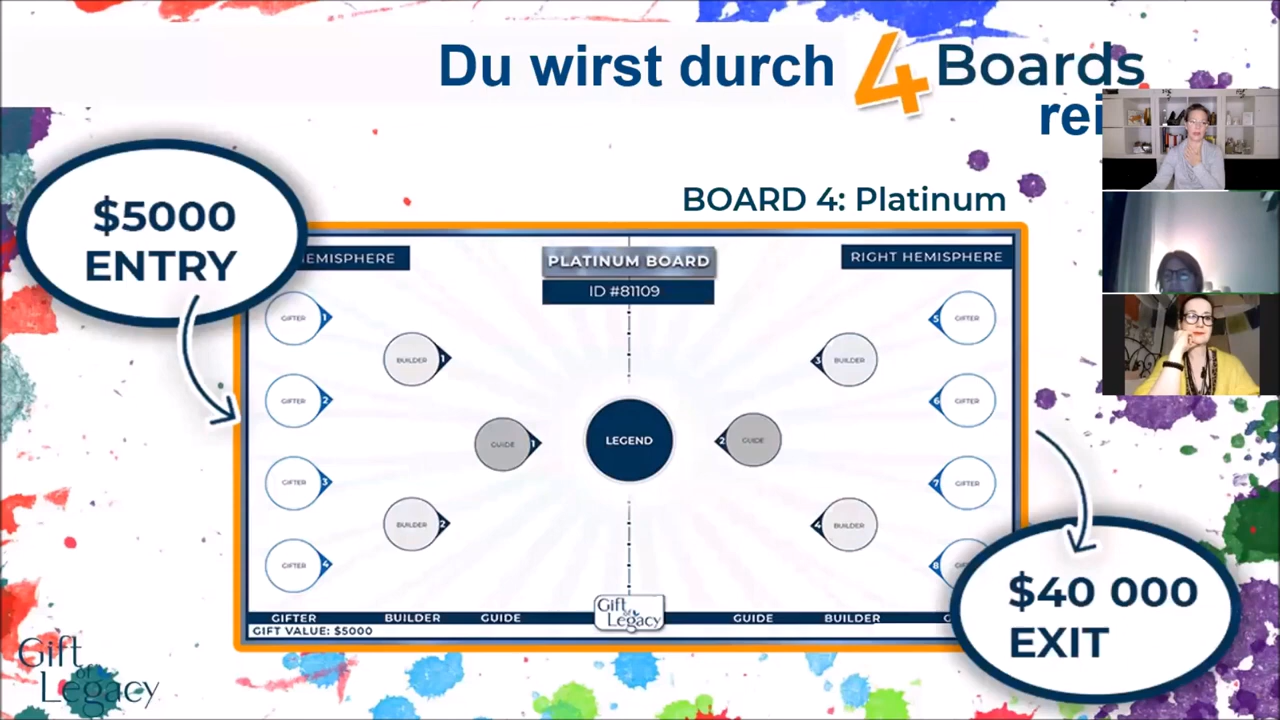 Du wirst durch 4 Boards
rei
BOARD 4: Platinum
$5000
ENTRY
EMISPHERE
PLATINUM BOARD
ID #81109
RIGHT HEMISPHERE
GIFTER 1
5 GIFTER
BUILDER 1
3 BUILDER
GIFTER 2
6 GIFTER
GUIDE 1
LEGEND
2 GUIDE
GIFTER 3
7 GIFTER
BUILDER 2
4 BUILDER
GIFTER 4
8
GIFTER
BUILDER
GUIDE
Gift of Legacy
GUIDE
BUILDER
GIFT VALUE: $5000
$40 000
EXIT
Gift
of
Legacy